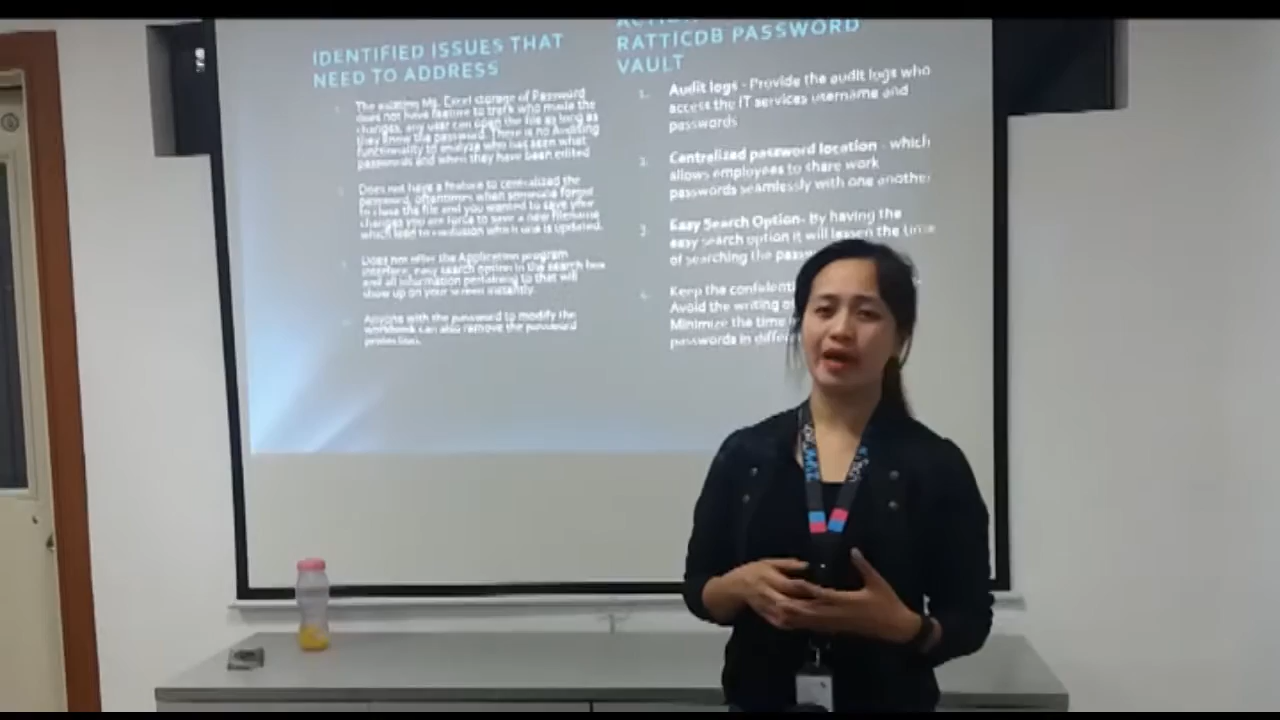 IDENTIFIED ISSUES THAT
NEED TO ADDRESS
The existing Ms. Excel storage of Password
does not have feature to track who made the
changes, any user can open the file as long as
they know the password. There is no Auditing
functionality to analyze who has seen what
passwords and when they have been edited
Does not have a feature to centralized the
password, oftentimes when someone forgot
to close the file and you wanted to save your
changes you are force to save a new filename
which lead to confusion which one is updated.
Does not offer the Application program
interface, easy search option in the search box
and all information pertaining to that will
show up on your screen instantly.
Anyone with the password to modify the
workbook can also remove the password
protection.
RATTICDB PASSWORD
VAULT
1. Audit logs - Provide the audit logs who
access the IT services username and
passwords
2. Centralized password location - which
allows employees to share work
passwords seamlessly with one another
3. Easy Search Option- By having the
easy search option it will lessen the time
of searching the
4. Keep the
Avoid the writing
Minimize the time
passwords in